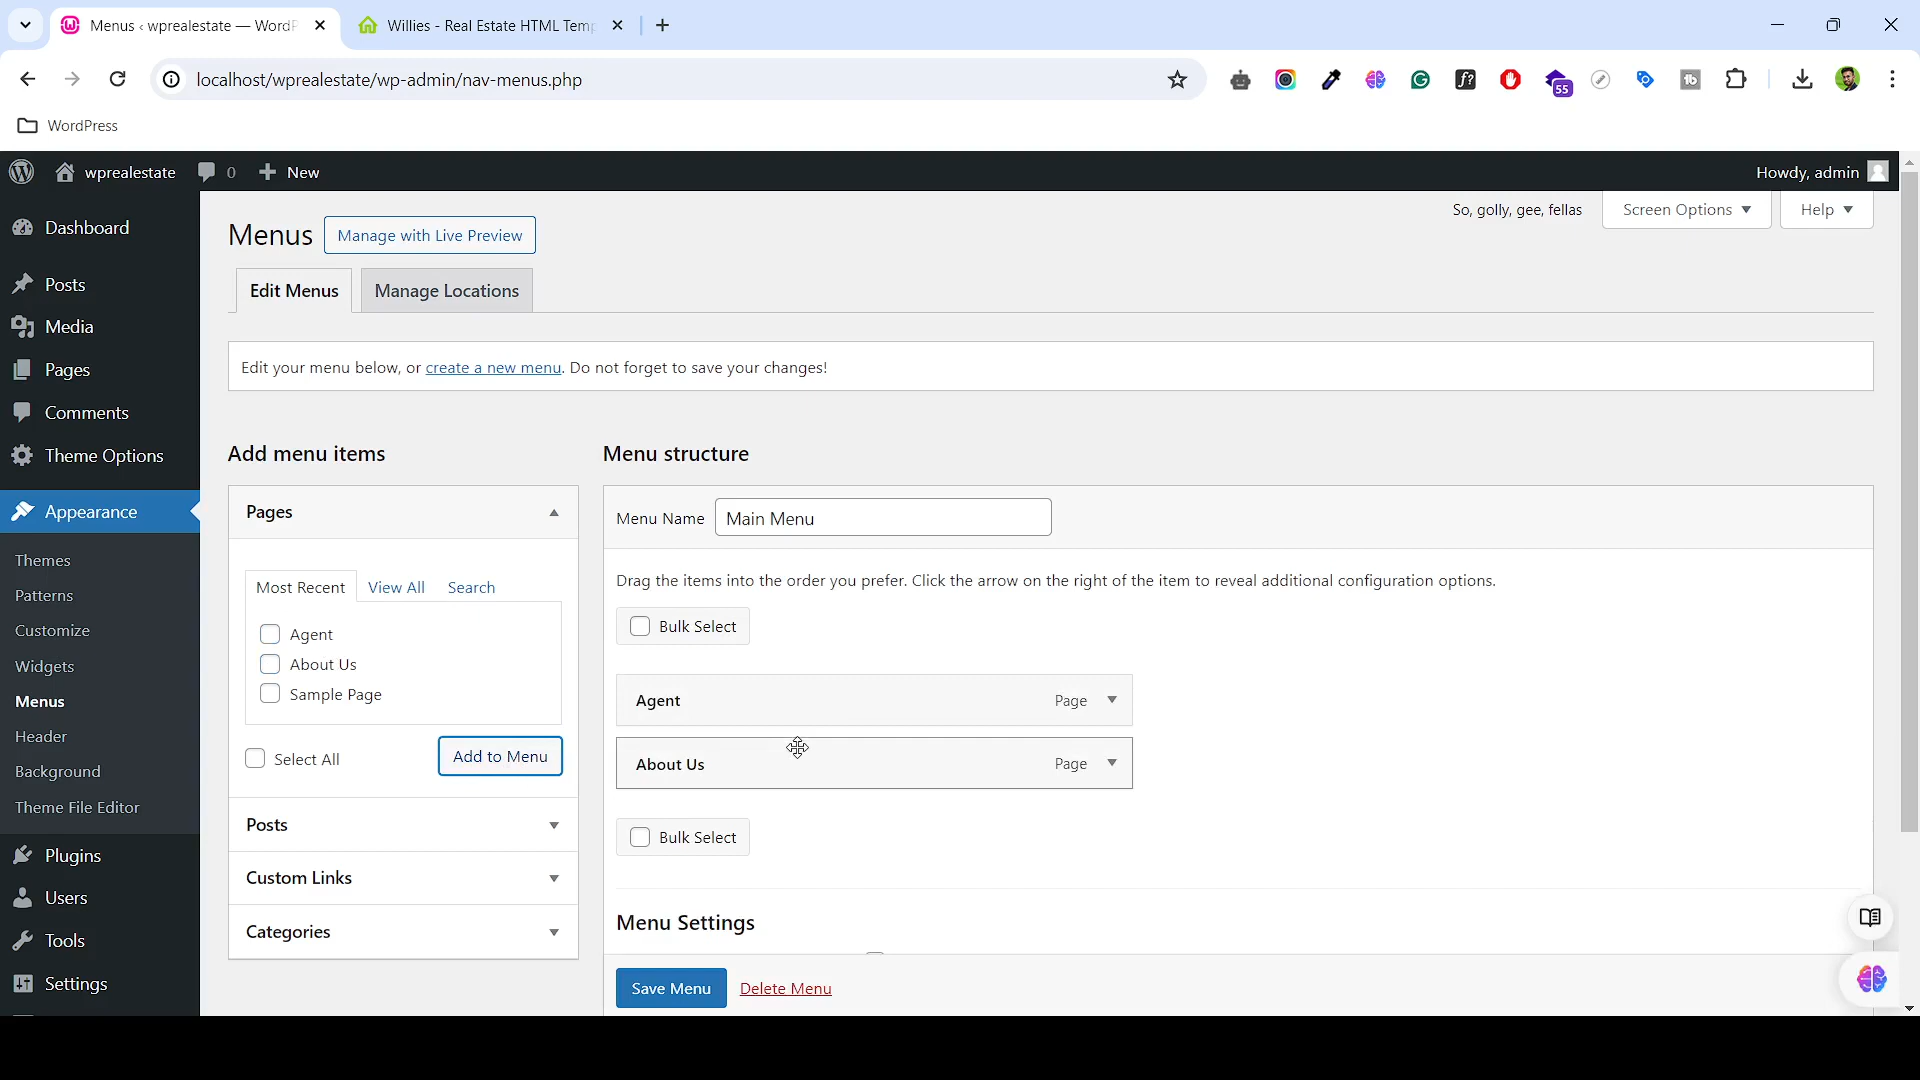 Menus ‹ wprealestate — WordP
Willies - Real Estate HTML Temp
localhost/wprealestate/wp-admin/nav-menus.php
f?
55
tb
WordPress
wprealestate
0
New
Howdy, admin
So, golly, gee, fellas
Screen Options
Help
Dashboard
Posts
Media
Pages
Comments
Theme Options
Appearance
Themes
Patterns
Customize
Widgets
Menus
Header
Background
Theme File Editor
Plugins
Users
Tools
Settings
Menus
Manage with Live Preview
Edit Menus
Manage Locations
Edit your menu below, or create a new menu. Do not forget to save your changes!
Add menu items
Pages
Most Recent
View All
Search
Agent
About Us
Sample Page
Select All
Add to Menu
Posts
Custom Links
Categories
Menu structure
Menu Name
Main Menu
Drag the items into the order you prefer. Click the arrow on the right of the item to reveal additional configuration options.
Bulk Select
Agent
Page
About Us
Page
Bulk Select
Menu Settings
Save Menu
Delete Menu